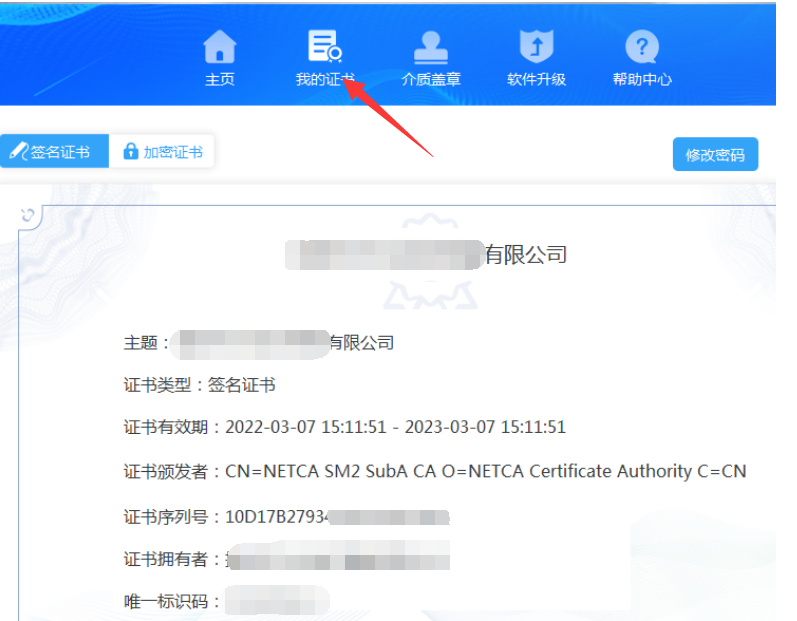 主页 我的证书 介质盖章 软件升级 帮助中心
签名证书 加密证书 修改密码
有限公司
主题：有限公司
证书类型：签名证书
证书有效期：2022-03-07 15:11:51 - 2023-03-07 15:11:51
证书颁发者：CN=NETCA SM2 SubA CA O=NETCA Certificate Authority C=CN
证书序列号：10D17B2793
证书拥有者：
唯一标识码：